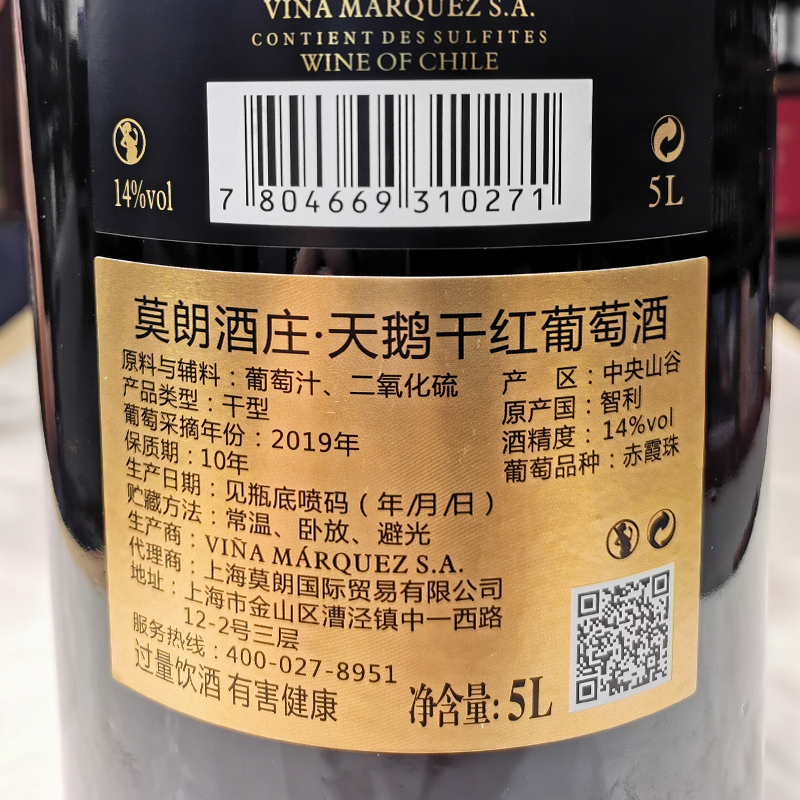 VIÑA MÁRQUEZ S.A.
CONTIENT DES SULFITES
WINE OF CHILE
14%vol
7 804669 310271
5L
莫朗酒庄·天鹅干红葡萄酒
原料与辅料：葡萄汁、二氧化硫
产品类型：干型
葡萄采摘年份：2019年
保质期：10年
生产日期：见瓶底喷码（年/月/日）
贮藏方法：常温、卧放、避光
生产商：VIÑA MÁRQUEZ S.A.
代理商：上海莫朗国际贸易有限公司
地址：上海市金山区漕泾镇中一西路
12-2号三层
服务热线：400-027-8951
过量饮酒 有害健康
产 区：中央山谷
原产国：智利
酒精度：14%vol
葡萄品种：赤霞珠
净含量: 5L